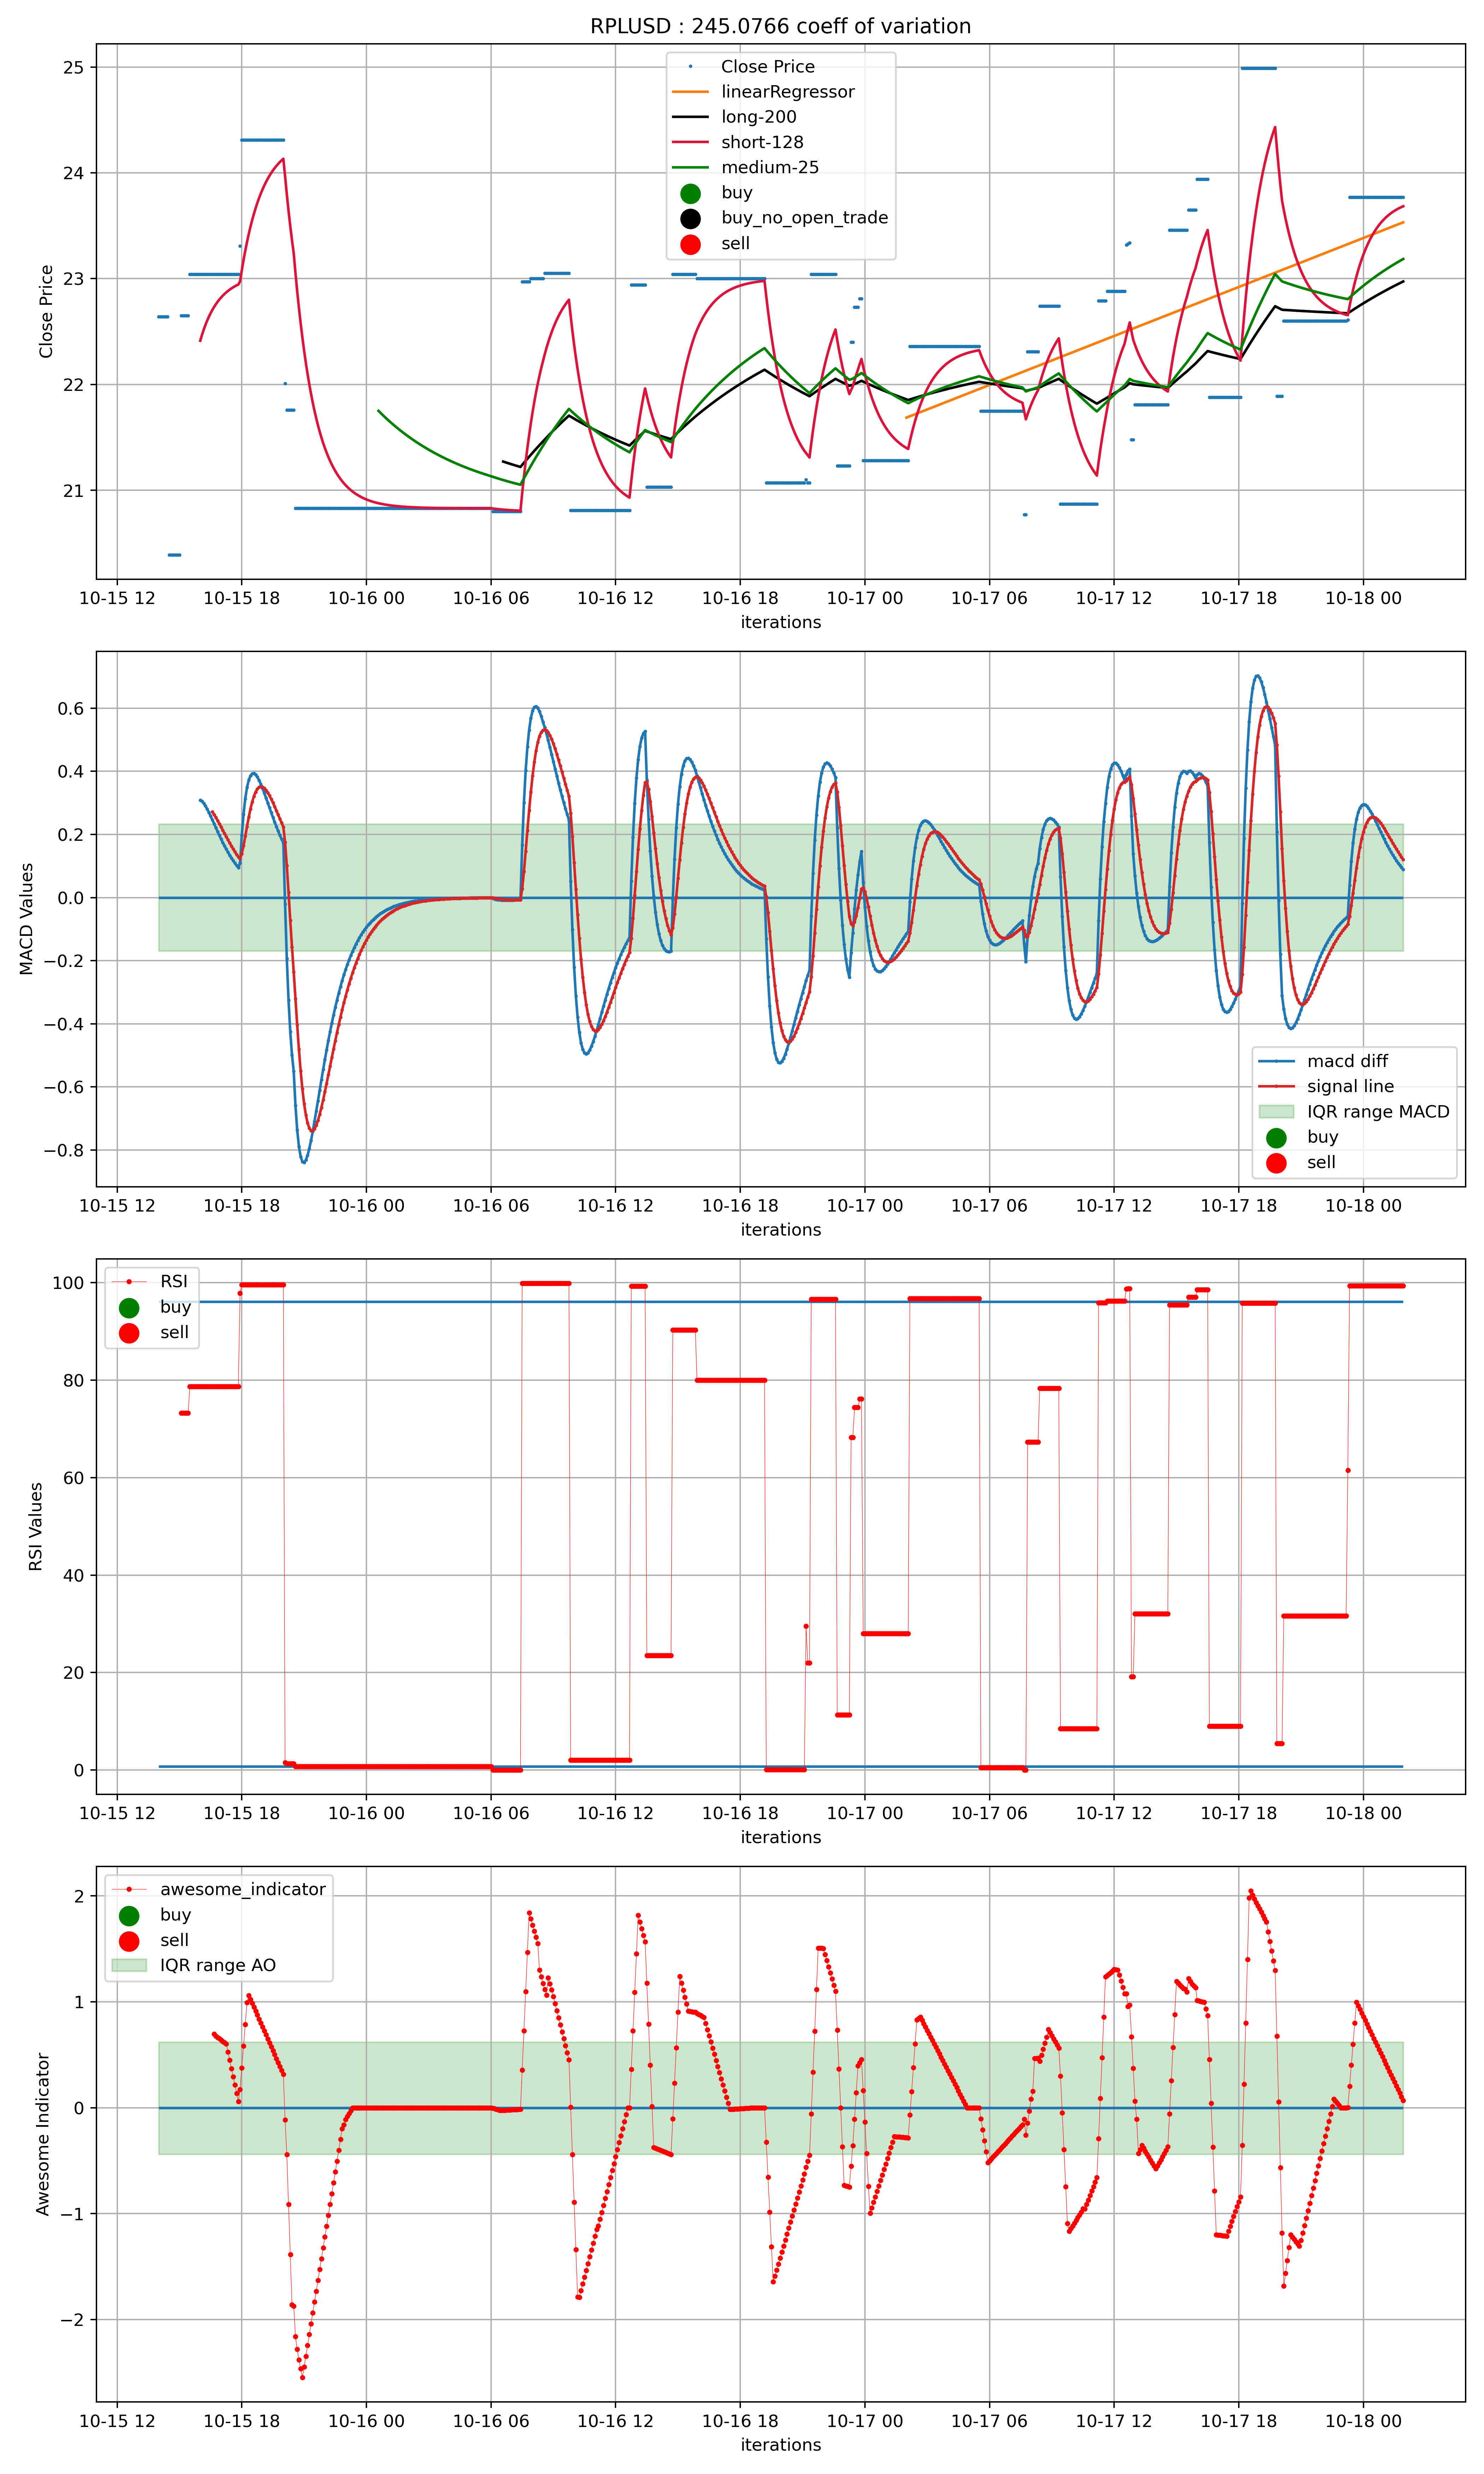 RPLUSD : 245.0766 coeff of variation
25
24
23
22
21
Close Price
Close Price
linearRegressor
long-200
short-128
medium-25
buy
buy_no_open_trade
sell
10-15 12 10-15 18 10-16 00 10-16 06 10-16 12 10-16 18 10-17 00 10-17 06 10-17 12 10-17 18 10-18 00
iterations
0.6
0.4
0.2
0.0
−0.2
−0.4
−0.6
−0.8
MACD Values
macd diff
signal line
IQR range MACD
buy
sell
10-15 12 10-15 18 10-16 00 10-16 06 10-16 12 10-16 18 10-17 00 10-17 06 10-17 12 10-17 18 10-18 00
iterations
100
80
60
40
20
0
RSI Values
RSI
buy
sell
10-15 12 10-15 18 10-16 00 10-16 06 10-16 12 10-16 18 10-17 00 10-17 06 10-17 12 10-17 18 10-18 00
iterations
2
1
0
−1
−2
Awesome Indicator
awesome_indicator
buy
sell
IQR range AO
10-15 12 10-15 18 10-16 00 10-16 06 10-16 12 10-16 18 10-17 00 10-17 06 10-17 12 10-17 18 10-18 00
iterations